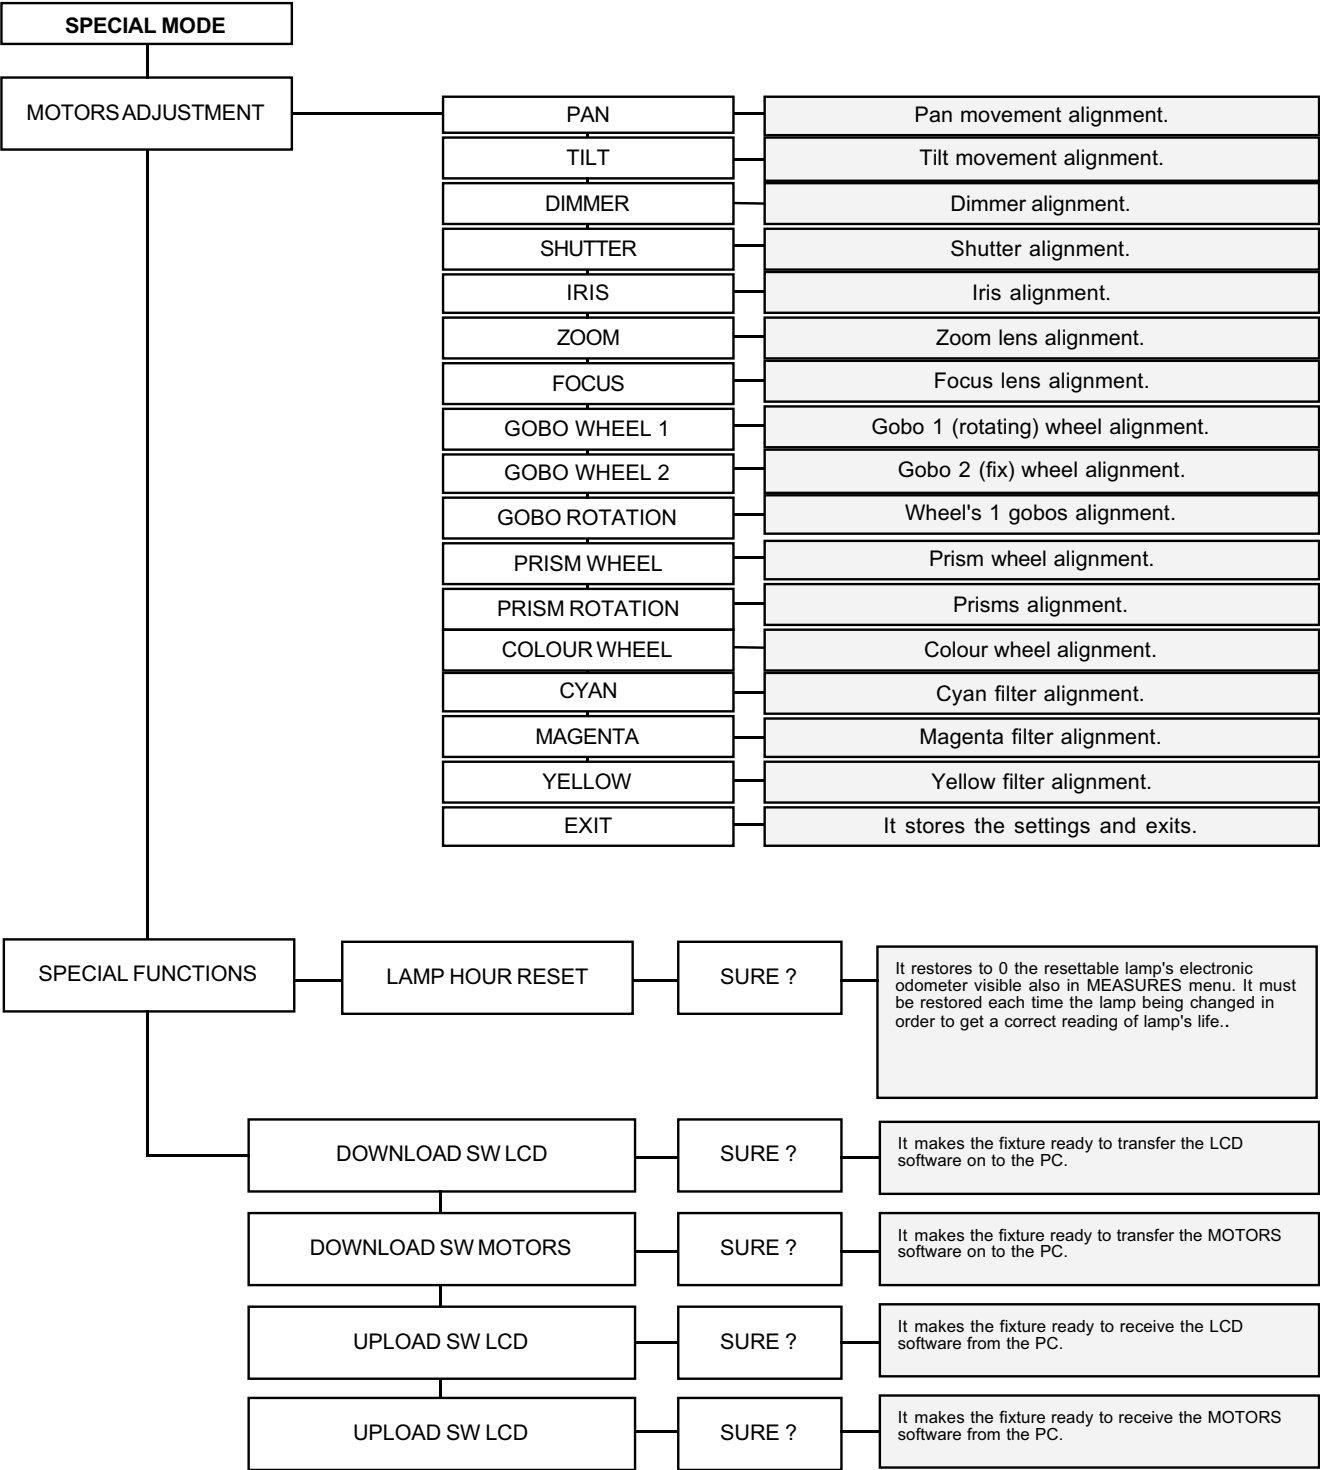 SPECIAL MODE
MOTORS ADJUSTMENT
PAN
Pan movement alignment.
TILT
Tilt movement alignment.
DIMMER
Dimmer alignment.
SHUTTER
Shutter alignment.
IRIS
Iris alignment.
ZOOM
Zoom lens alignment.
FOCUS
Focus lens alignment.
GOBO WHEEL 1
Gobo 1 (rotating) wheel alignment.
GOBO WHEEL 2
Gobo 2 (fix) wheel alignment.
GOBO ROTATION
Wheel's 1 gobos alignment.
PRISM WHEEL
Prism wheel alignment.
PRISM ROTATION
Prisms alignment.
COLOUR WHEEL
Colour wheel alignment.
CYAN
Cyan filter alignment.
MAGENTA
Magenta filter alignment.
YELLOW
Yellow filter alignment.
EXIT
It stores the settings and exits.
SPECIAL FUNCTIONS
LAMP HOUR RESET
SURE ?
It restores to 0 the resettable lamp's electronic
odometer visible also in MEASURES menu. It must
be restored each time the lamp being changed in
order to get a correct reading of lamp's life..
DOWNLOAD SW LCD
SURE ?
It makes the fixture ready to transfer the LCD
software on to the PC.
DOWNLOAD SW MOTORS
SURE ?
It makes the fixture ready to transfer the MOTORS
software on to the PC.
UPLOAD SW LCD
SURE ?
It makes the fixture ready to receive the LCD
software from the PC.
UPLOAD SW LCD
SURE ?
It makes the fixture ready to receive the MOTORS
software from the PC.